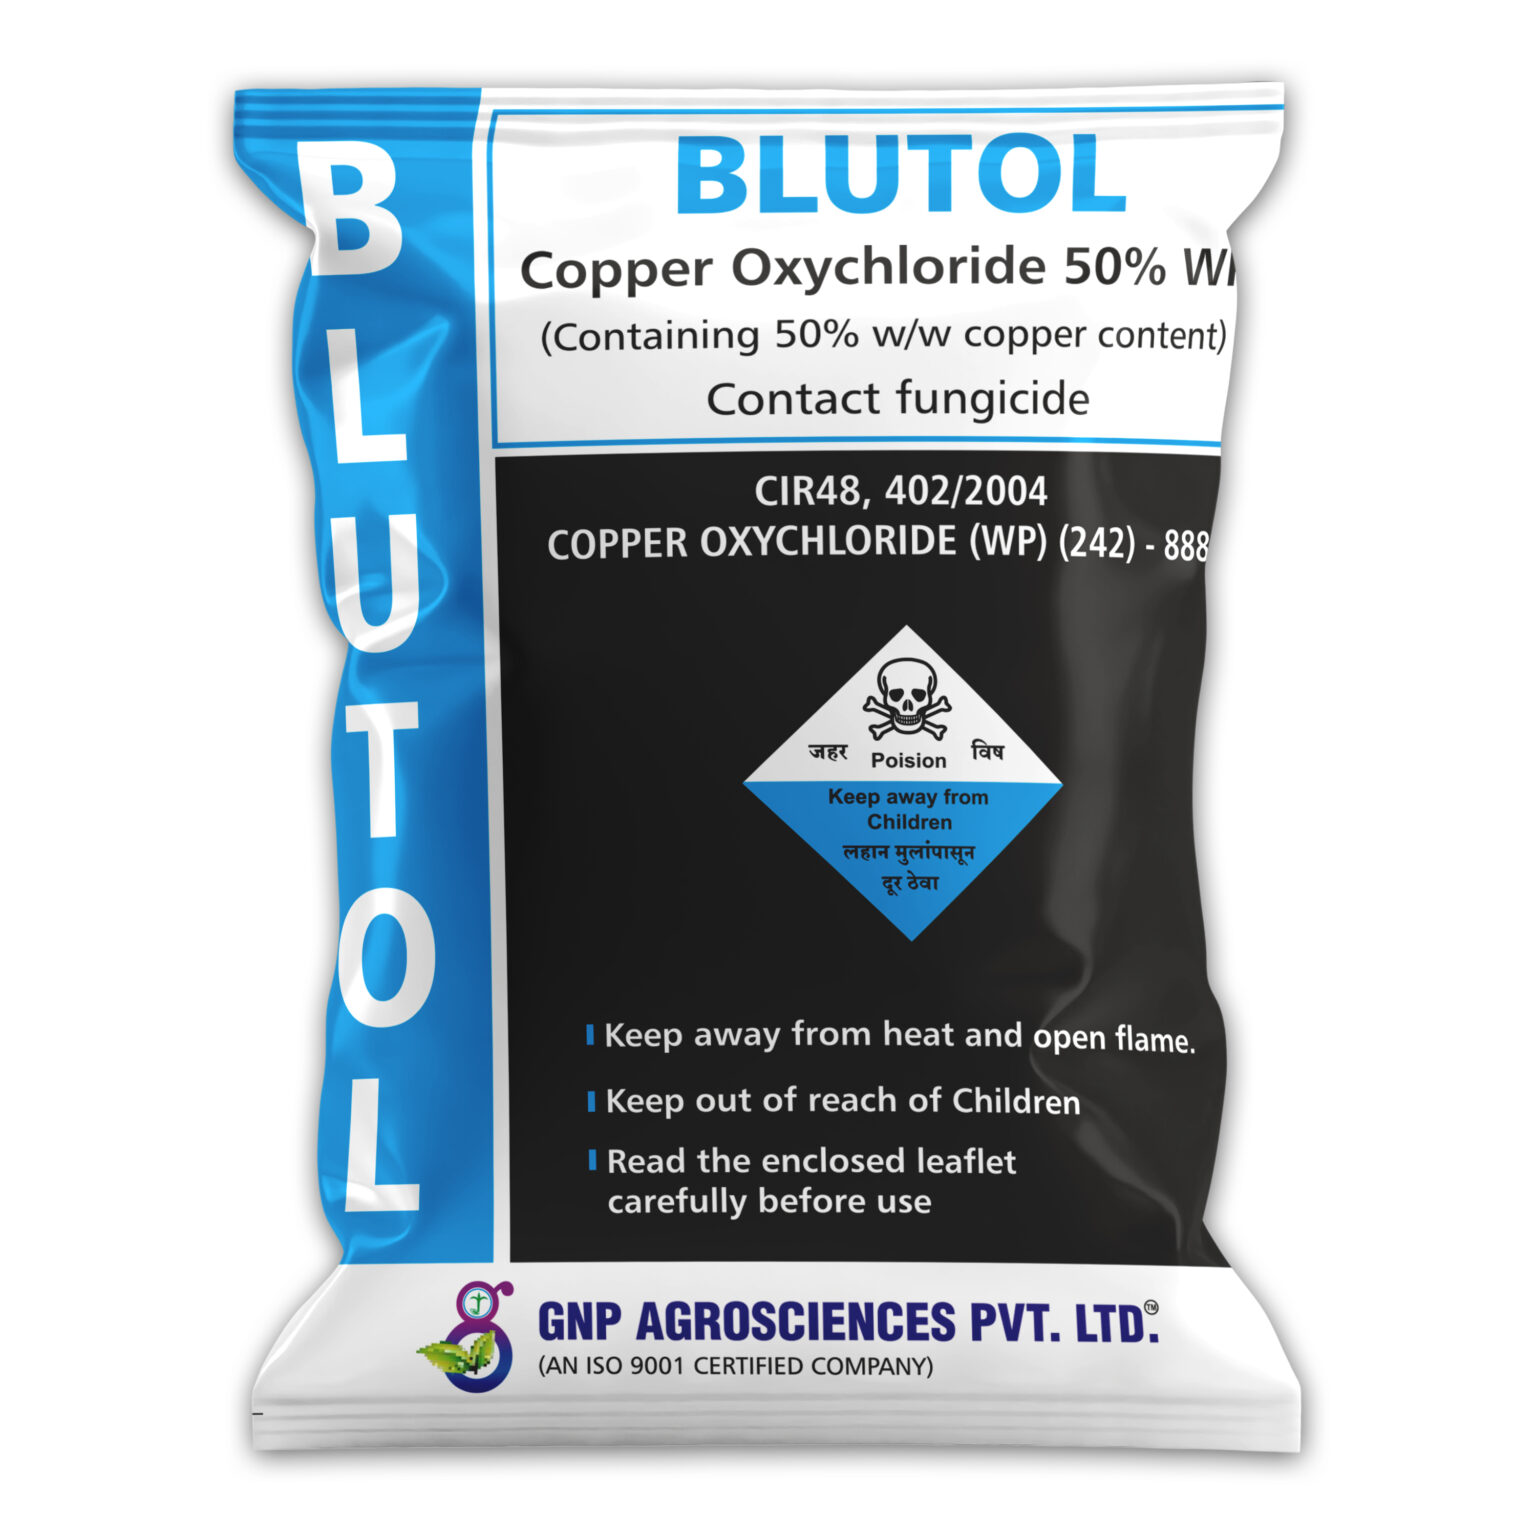 BLUTOL
BLUTOL
Copper Oxychloride 50%
(Containing 50% w/w copper content)
Contact fungicide
CIR48, 402/2004
COPPER OXYCHLORIDE (WP) (242) - 888
जहर Poision विष
Keep away from
Children
लहान मुलांपासून
दूर ठेवा
Keep away from heat and open flame.
Keep out of reach of Children
Read the enclosed leaflet
carefully before use
GNP AGROSCIENCES PVT. LTD.™
(AN ISO 9001 CERTIFIED COMPANY)